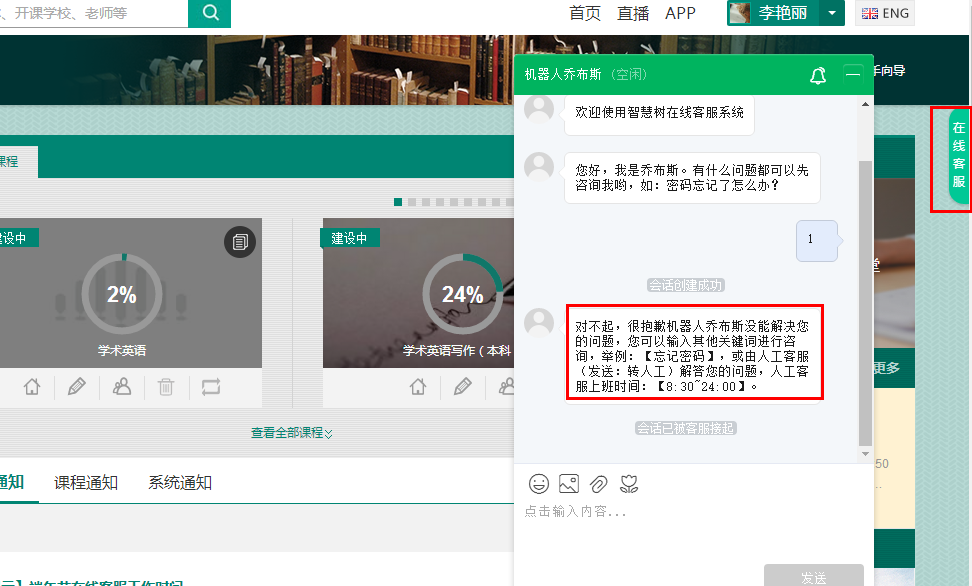 、开课学校、老师等
首页
直播
APP
李艳丽
ENG
机器人乔布斯 (空闲)
手向导
欢迎使用智慧树在线客服系统
在线客服
课程
您好，我是乔布斯。有什么问题都可以先
咨询我哟，如：密码忘记了怎么办？
建设中
建设中
1
2%
24%
会话创建成功
学术英语
学术英语写作（本科
对不起，很抱歉机器人乔布斯没能解决您
的问题，您可以输入其他关键词进行咨
询，举例：【忘记密码】，或由人工客服
（发送：转人工）解答您的问题，人工客
服上班时间：【8:30~24:00】。
更多
查看全部课程
会话已被客服接起
50
通知
课程通知
系统通知
点击输入内容...
发送